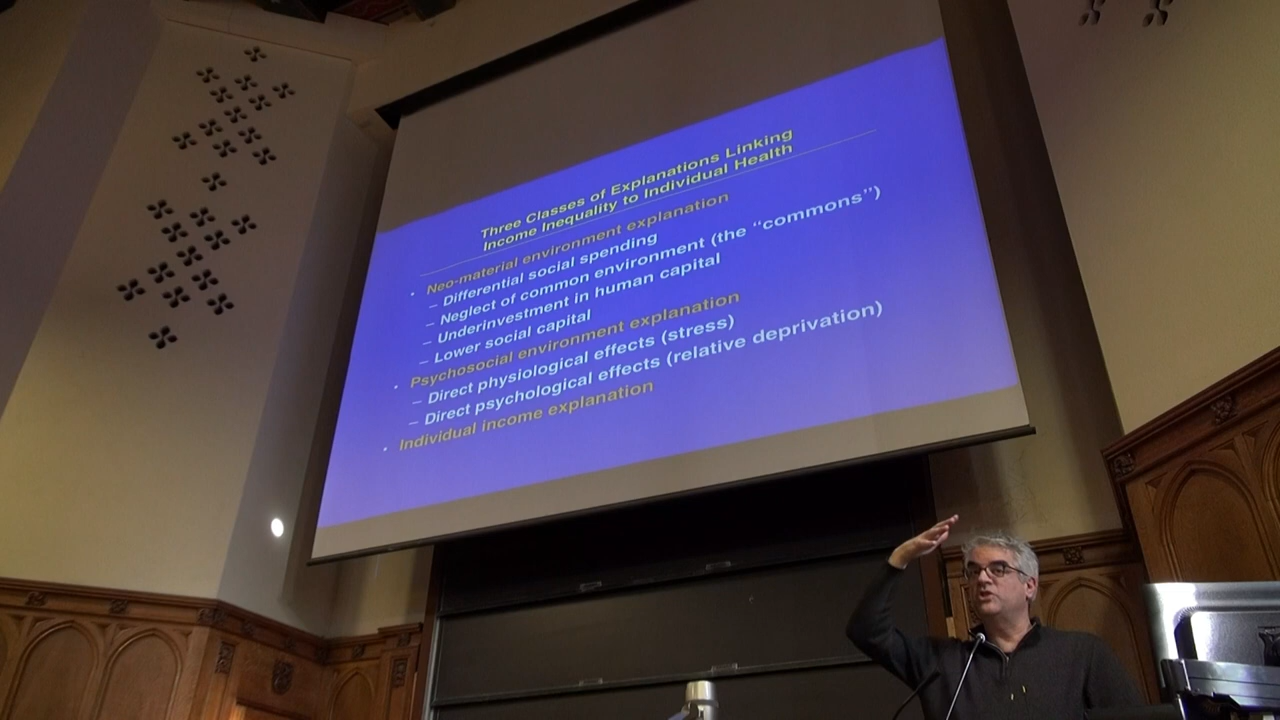 Three Classes of Explanations Linking
Income Inequality to Individual Health
• Neo-material environment explanation
– Differential social spending
– Neglect of common environment (the “commons”)
– Underinvestment in human capital
– Lower social capital
• Psychosocial environment explanation
– Direct physiological effects (stress)
– Direct psychological effects (relative deprivation)
• Individual income explanation